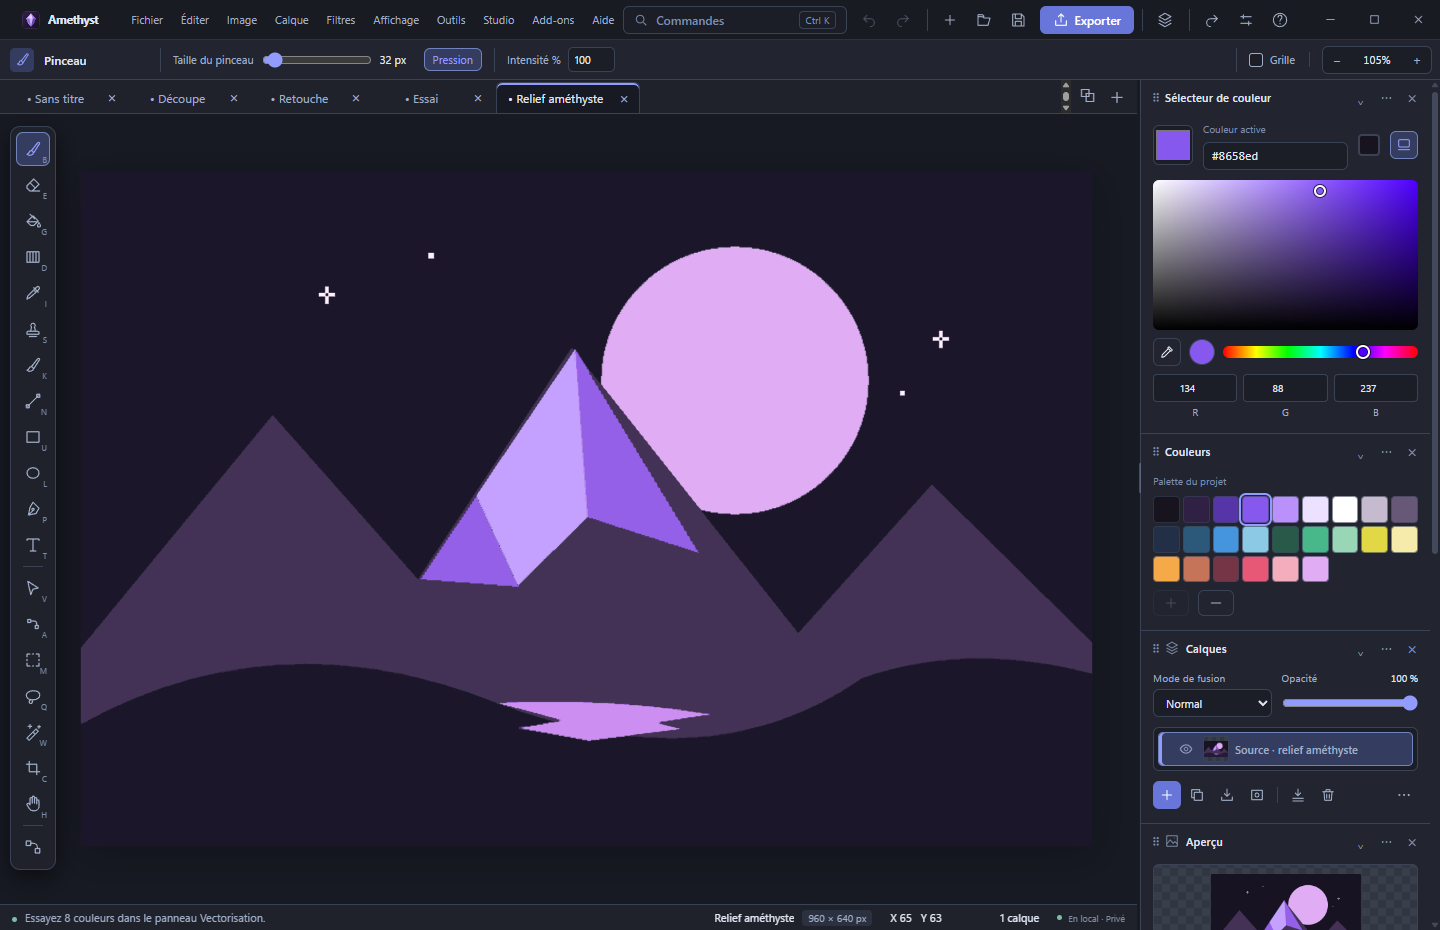 Amethyst Fichier Éditer Image Calque Filtres Affichage Outils Studio Add-ons Aide Commandes Ctrl K Exporter
Pinceau Taille du pinceau 32 px Pression Intensité % 100 Grille − 105% +
• Sans titre × • Découpe × • Retouche × • Essai × • Relief améthyste ×
B
E
G
D
I
S
K
N
U
L
P
T
V
A
M
Q
W
C
H
Sélecteur de couleur
Couleur active
#8658ed
134 88 237
R G B
Couleurs
Palette du projet
Calques
Mode de fusion Opacité 100 %
Normal
Source · relief améthyste
Aperçu
Essayez 8 couleurs dans le panneau Vectorisation. Relief améthyste 960 × 640 px X 65 Y 63 1 calque En local · Privé